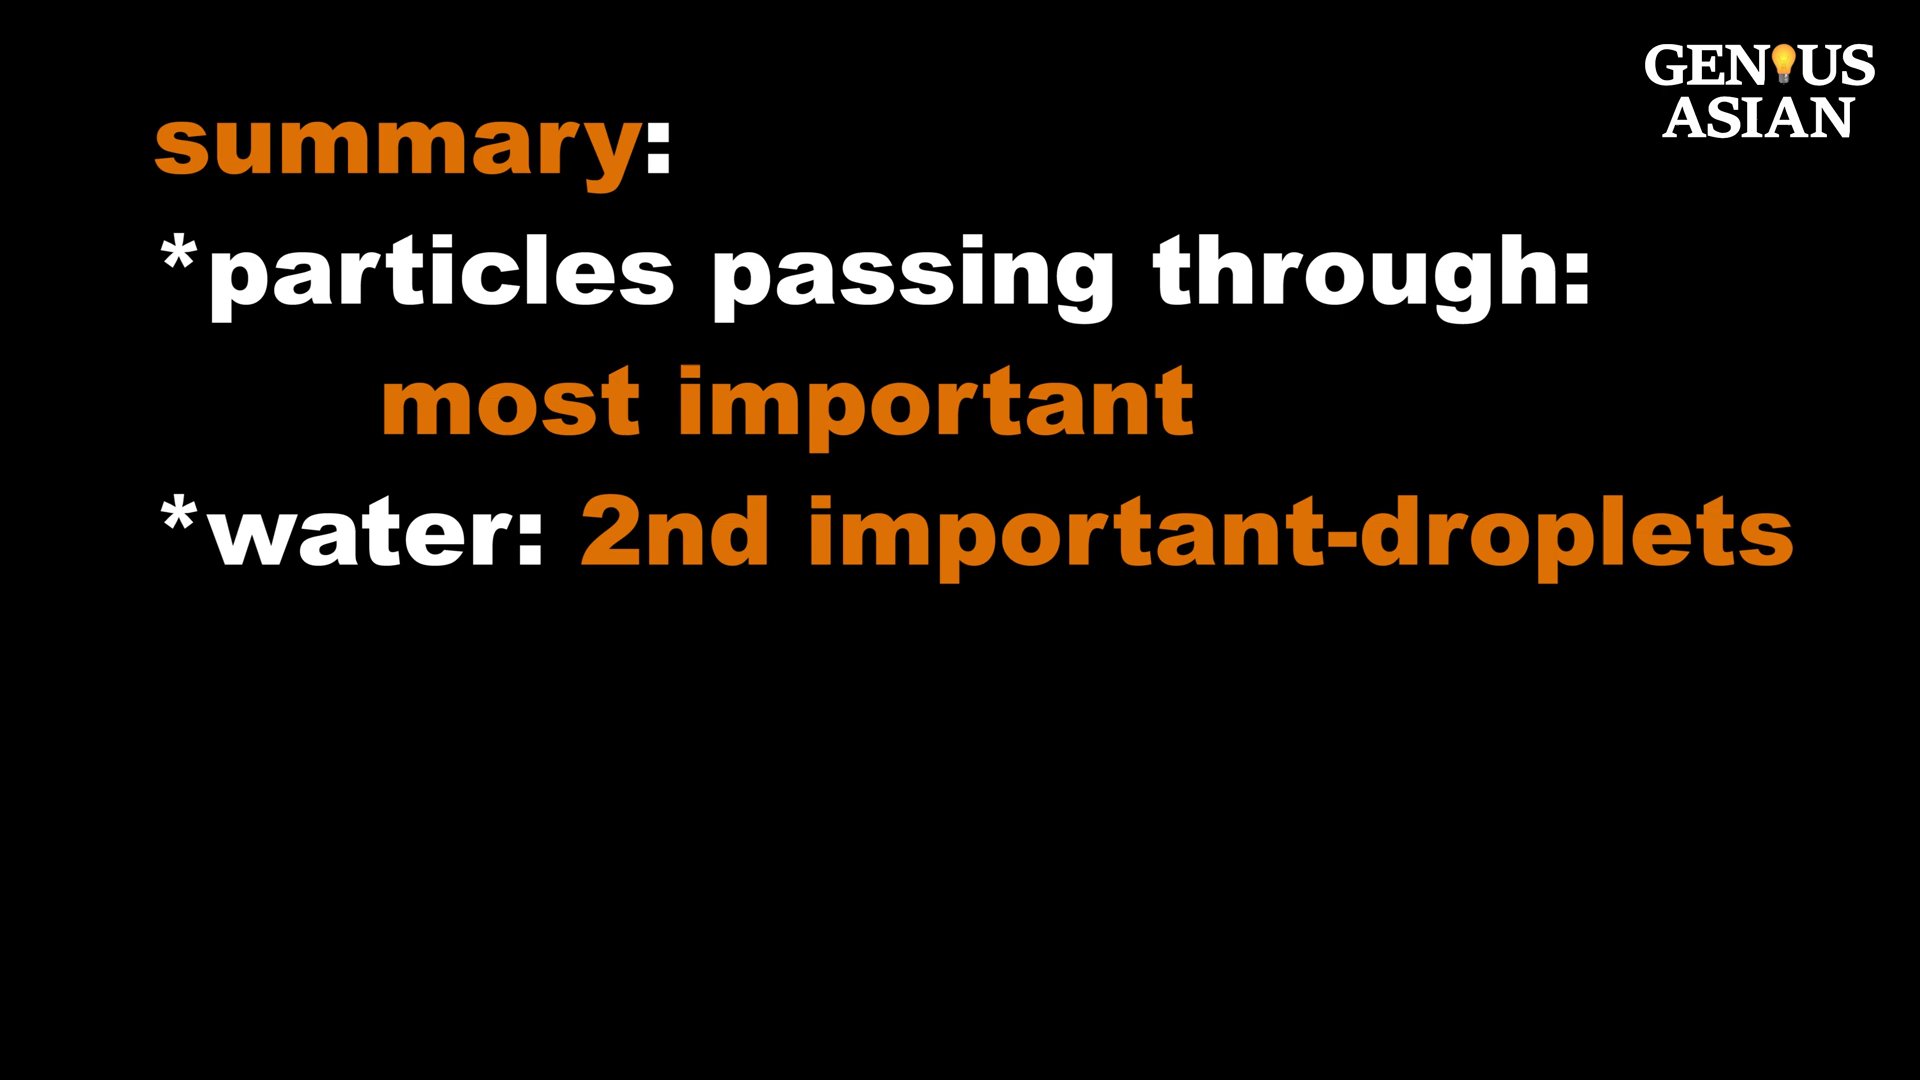 GENIUS
ASIAN
summary:
*particles passing through:
most important
*water: 2nd important-droplets